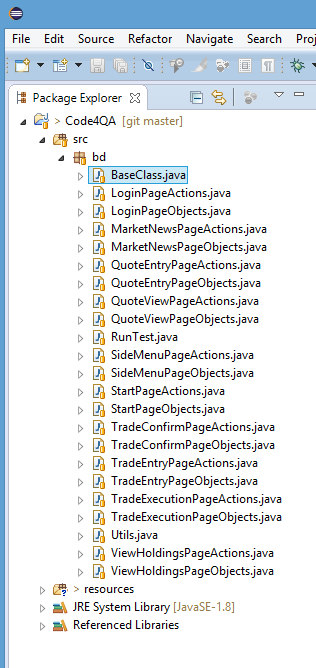 File Edit Source Refactor Navigate Search
Package Explorer
> Code4QA [git master]
src
bd
BaseClass.java
LoginPageActions.java
LoginPageObjects.java
MarketNewsPageActions.java
MarketNewsPageObjects.java
QuoteEntryPageActions.java
QuoteEntryPageObjects.java
QuoteViewPageActions.java
QuoteViewPageObjects.java
RunTest.java
SideMenuPageActions.java
SideMenuPageObjects.java
StartPageActions.java
StartPageObjects.java
TradeConfirmPageActions.java
TradeConfirmPageObjects.java
TradeEntryPageActions.java
TradeEntryPageObjects.java
TradeExecutionPageActions.java
TradeExecutionPageObjects.java
Utils.java
ViewHoldingsPageActions.java
ViewHoldingsPageObjects.java
> resources
JRE System Library [JavaSE-1.8]
Referenced Libraries